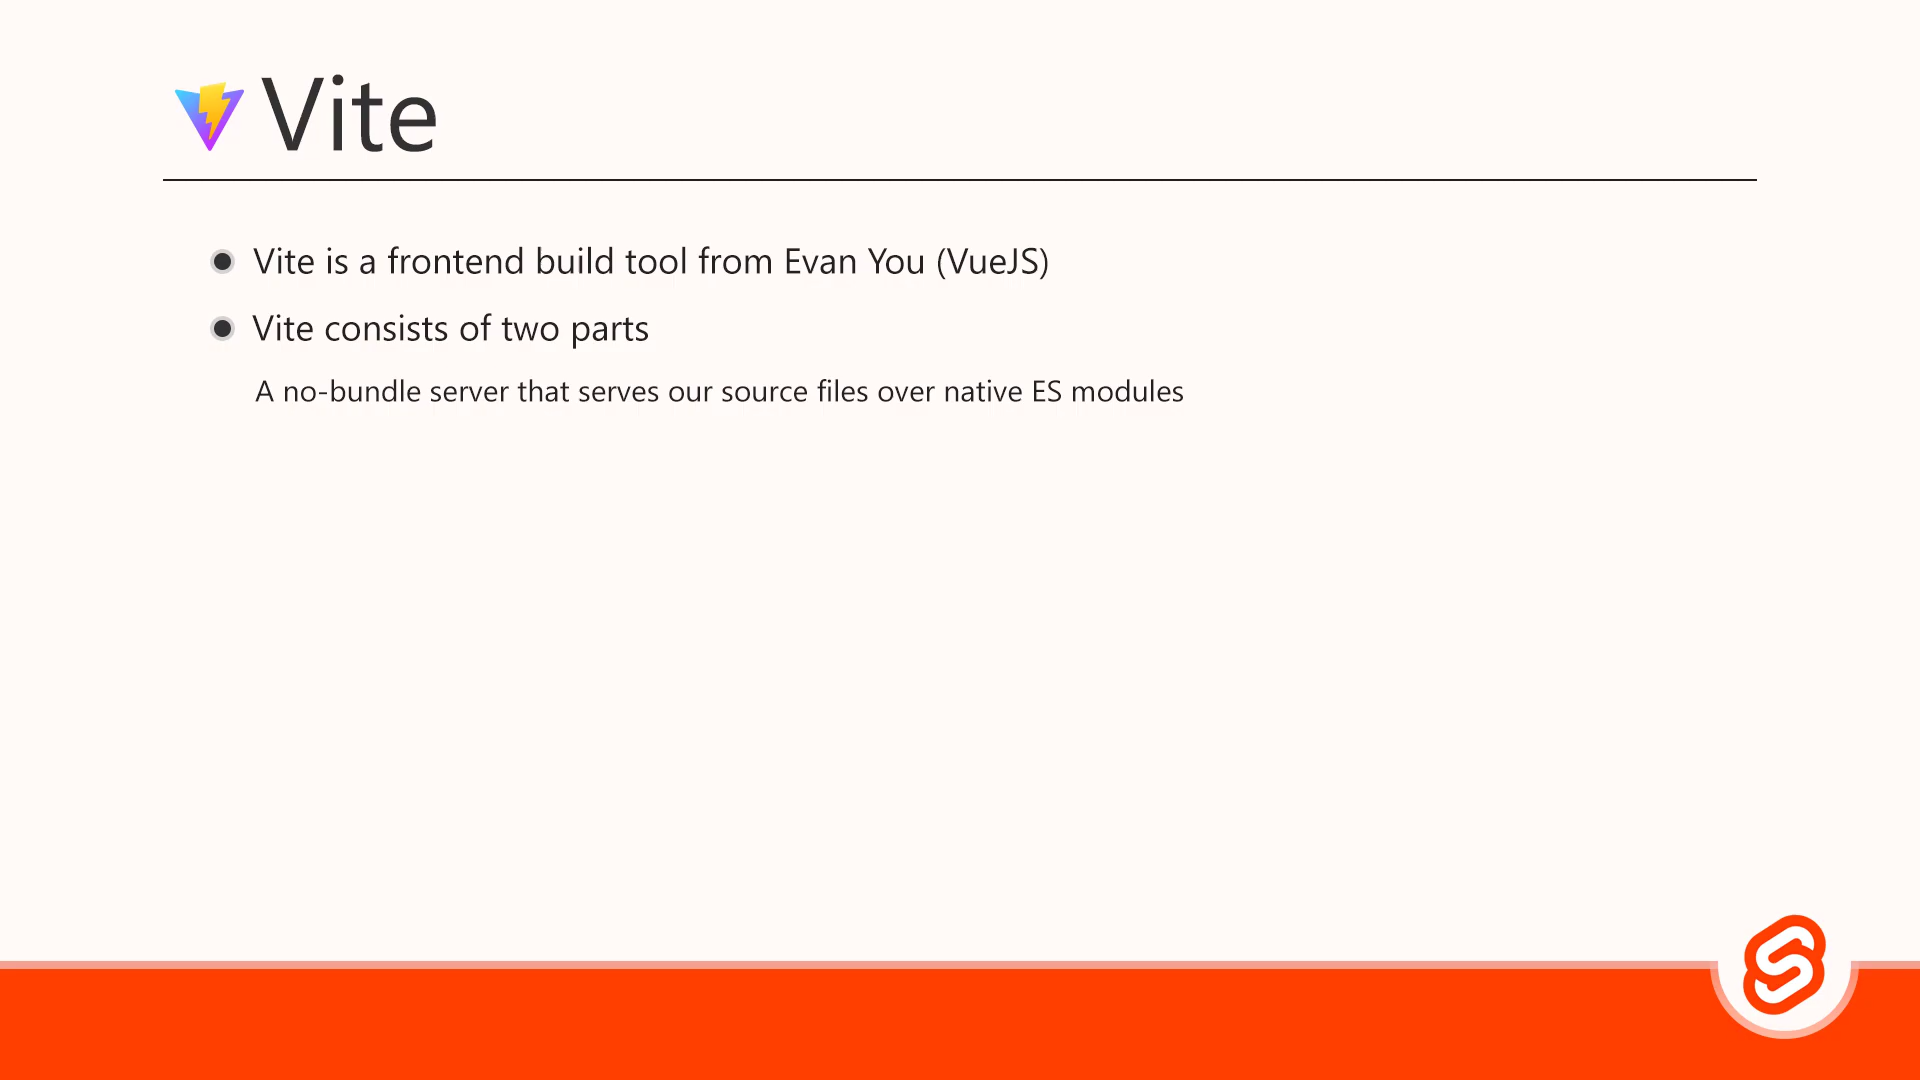 Vite
Vite is a frontend build tool from Evan You (VueJS)
Vite consists of two parts
A no-bundle server that serves our source files over native ES modules